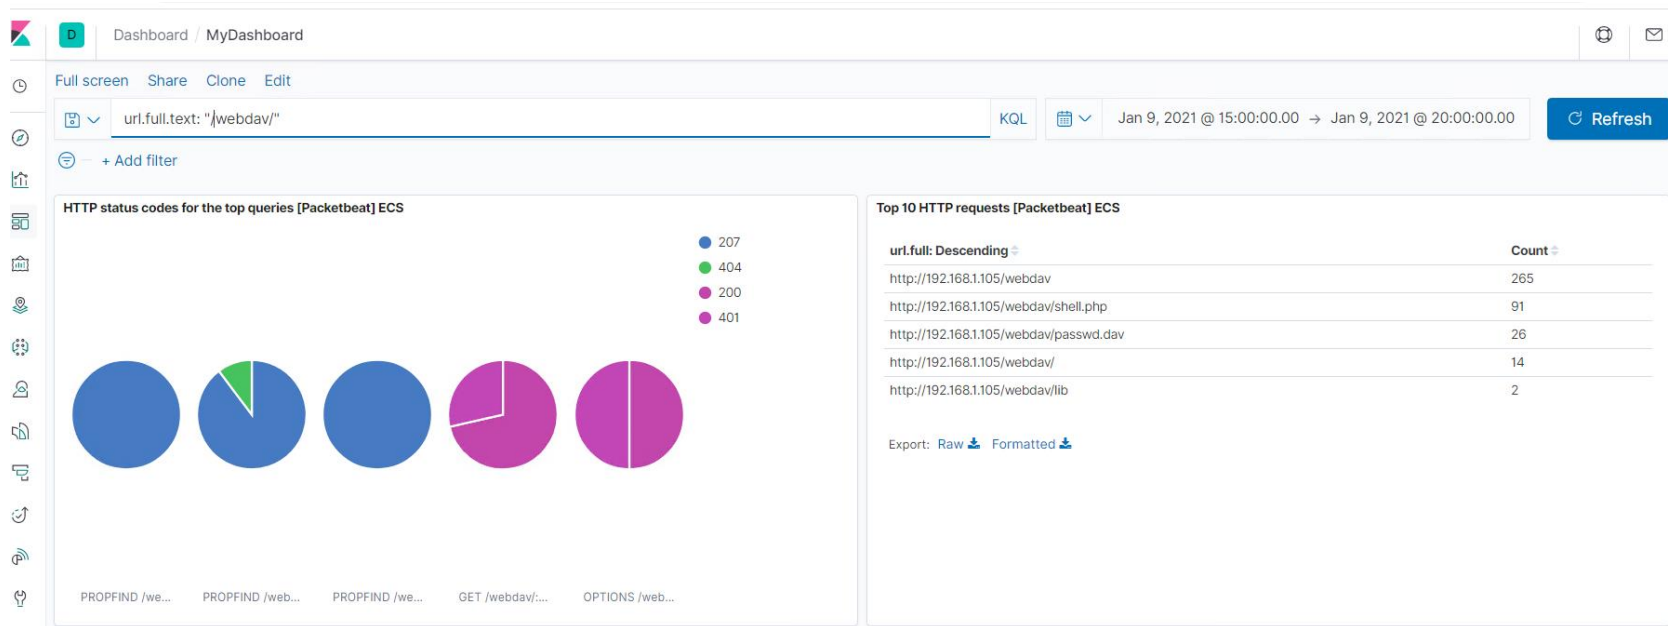 D Dashboard / MyDashboard
Full screen Share Clone Edit
url.full.text: "/webdav/" KQL Jan 9, 2021 @ 15:00:00.00 → Jan 9, 2021 @ 20:00:00.00 Refresh
+ Add filter
HTTP status codes for the top queries [Packetbeat] ECS
207
404
200
401
PROPFIND /we... PROPFIND /web... PROPFIND /we... GET /webdav/:... OPTIONS /web...
Top 10 HTTP requests [Packetbeat] ECS
url.full: Descending Count
http://192.168.1.105/webdav 265
http://192.168.1.105/webdav/shell.php 91
http://192.168.1.105/webdav/passwd.dav 26
http://192.168.1.105/webdav/ 14
http://192.168.1.105/webdav/lib 2
Export: Raw Formatted